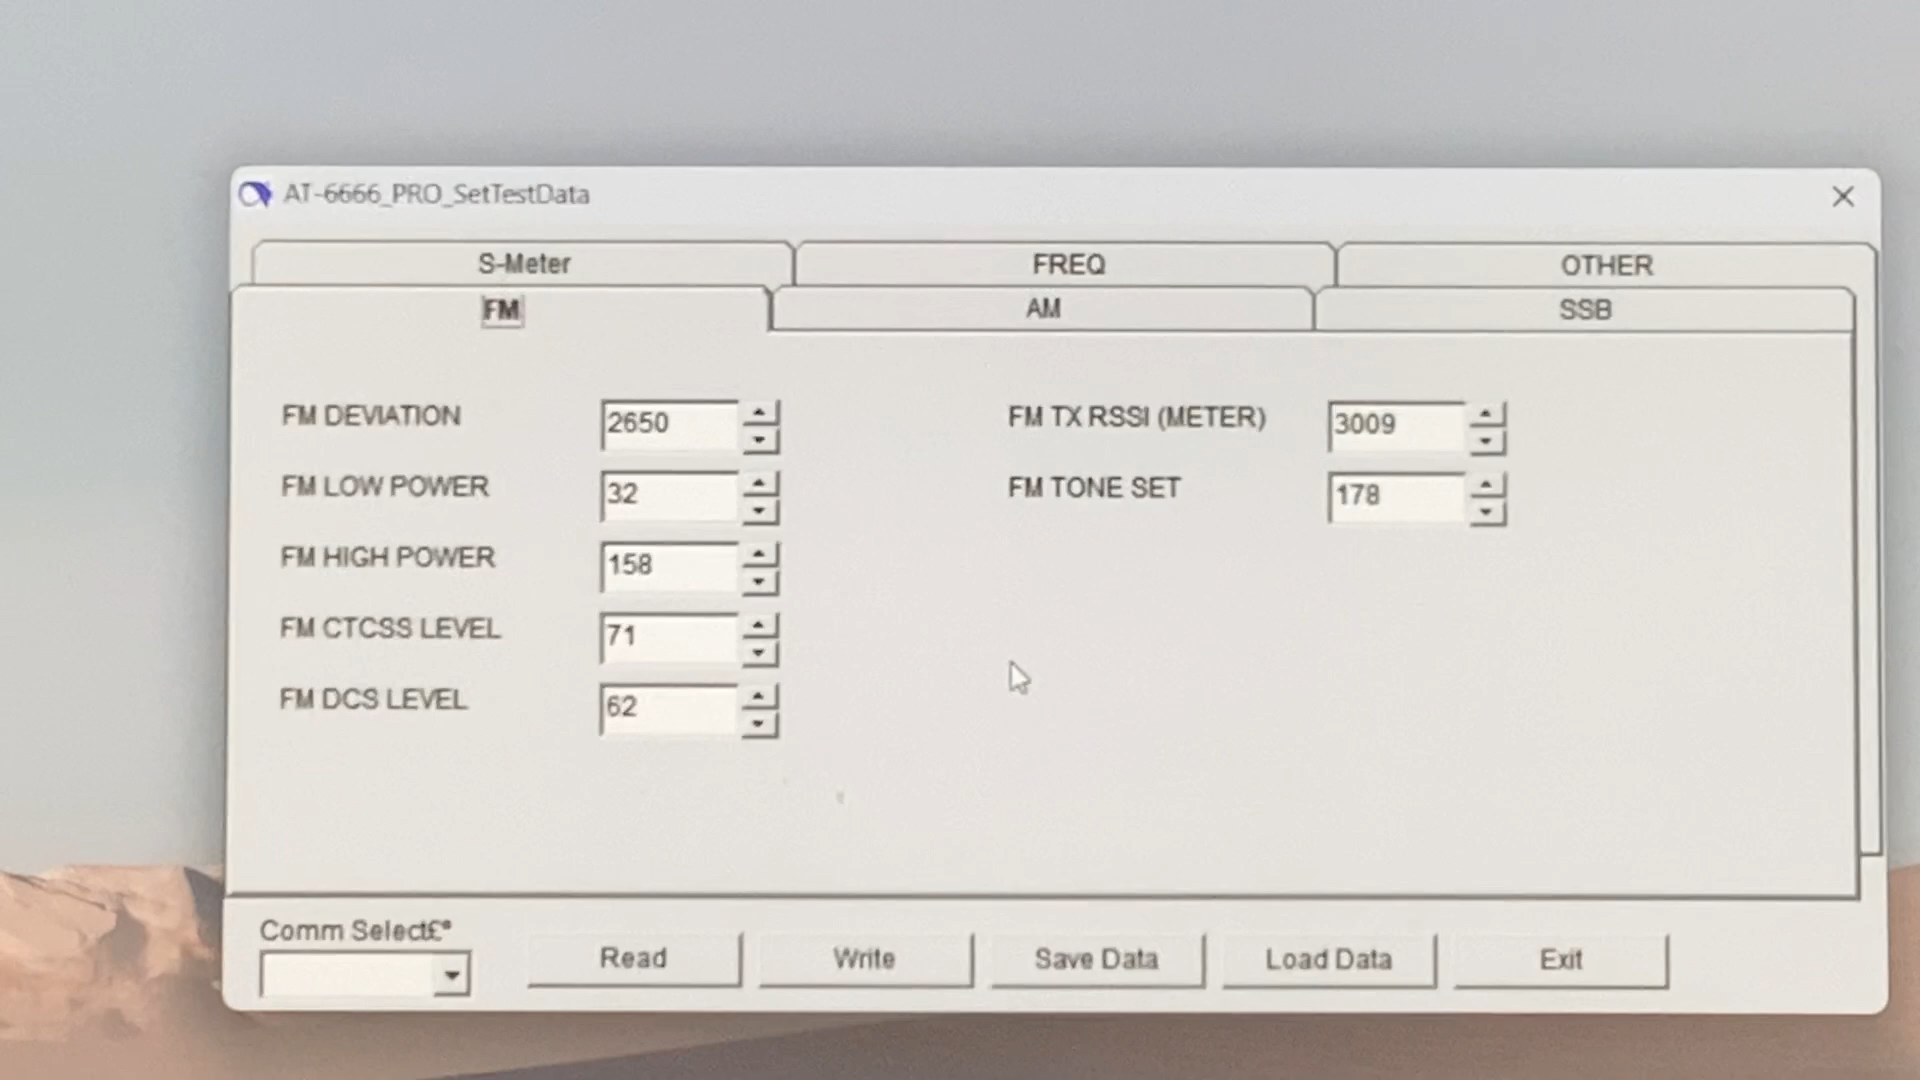 AT-6666_PRO_SetTestData
S-Meter
FREQ
OTHER
FM
AM
SSB
FM DEVIATION
2650
FM TX RSSI (METER)
3009
FM LOW POWER
32
FM TONE SET
178
FM HIGH POWER
158
FM CTCSS LEVEL
71
FM DCS LEVEL
62
Comm Select£º
Read
Write
Save Data
Load Data
Exit